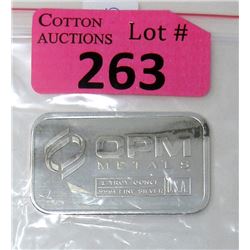 COTTON
AUCTIONS
Lot #
263
OPM
METALS
1 TROY OUNCE
.999+ FINE SILVER
USA